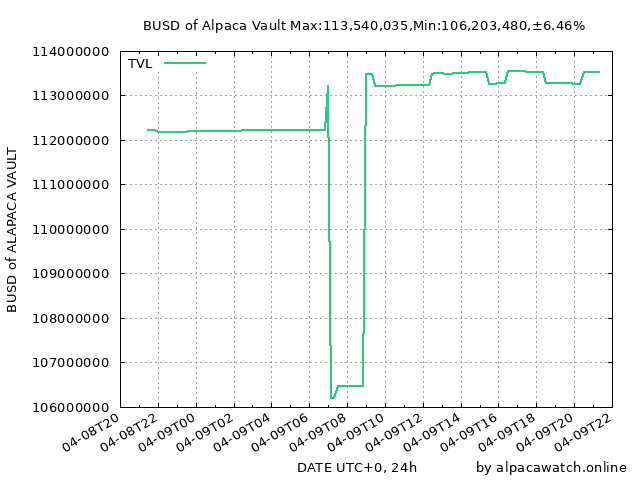 BUSD of Alpaca Vault Max:113,540,035,Min:106,203,480,±6.46%
TVL
114000000
113000000
112000000
111000000
110000000
109000000
108000000
107000000
106000000
BUSD of ALAPACA VAULT
04-08T20
04-08T22
04-09T00
04-09T02
04-09T04
04-09T06
04-09T08
04-09T10
04-09T12
04-09T14
04-09T16
04-09T18
04-09T20
04-09T22
DATE UTC+0, 24h
by alpacawatch.online